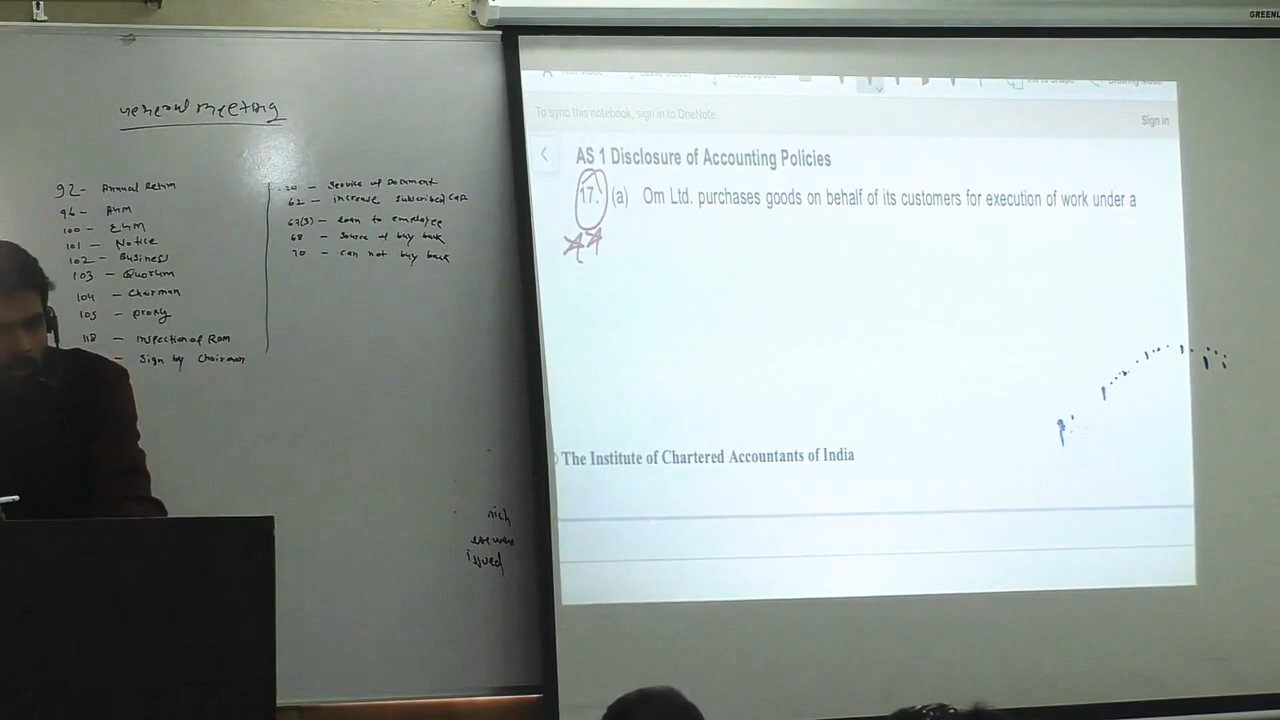 GREENL
General Meeting
92 - Annual Return
96 - AGM
100 - EGM
101 - Notice
102 - Business
103 - Quorum
104 - Chairman
105 - Proxy
118 - Inspection of
- Sign by Chairman
20 - Service of Document
62 - increase subscribed cap
67(3) - loan to employee
68 - Source of buy back
70 - can not buy back
issued
To sync this notebook, sign in to OneNote
Sign in
AS 1 Disclosure of Accounting Policies
17. (a) Om Ltd. purchases goods on behalf of its customers for execution of work under a
The Institute of Chartered Accountants of India